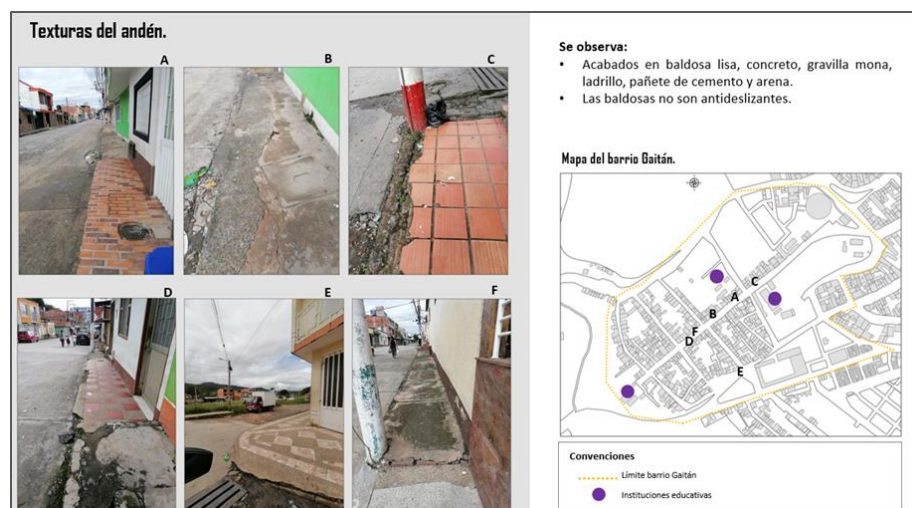 Texturas del andén.
A
B
C
D
E
F
Se observa:
• Acabados en baldosa lisa, concreto, gravilla mona,
ladrillo, pañete de cemento y arena.
• Las baldosas no son antideslizantes.
Mapa del barrio Gaitán.
C
A
B
F
D
E
Convenciones
Límite barrio Gaitán
Instituciones educativas